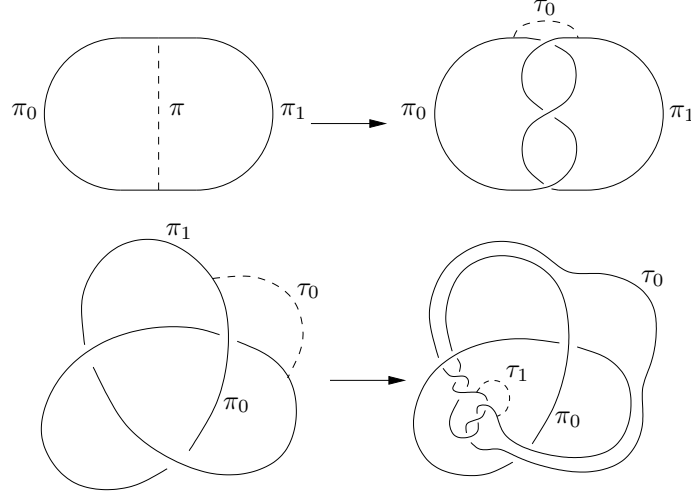 τ₀
π₀ π π₁ π₀ π₁
π₁ τ₀ τ₀
π₀ τ₁ π₀